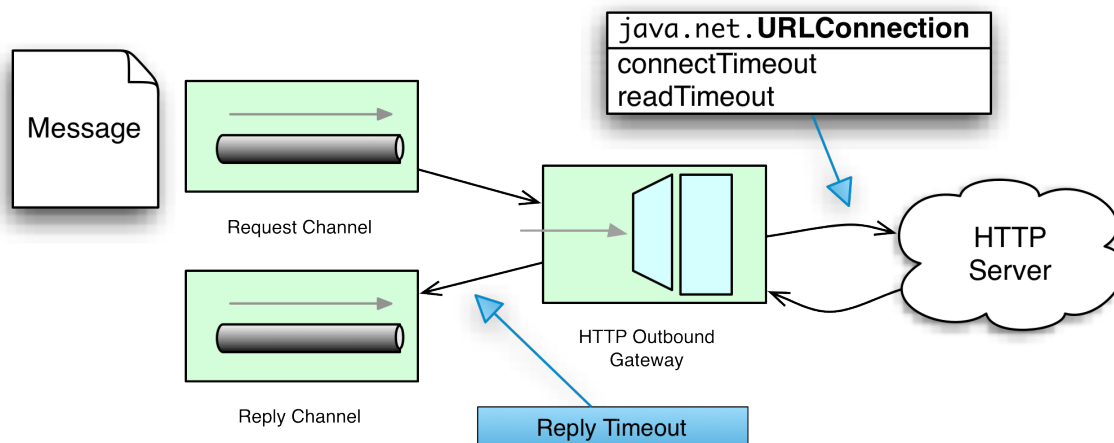 java.net.URLConnection
connectTimeout
readTimeout
Message
Request Channel
HTTP
Server
HTTP Outbound
Gateway
Reply Channel
Reply Timeout